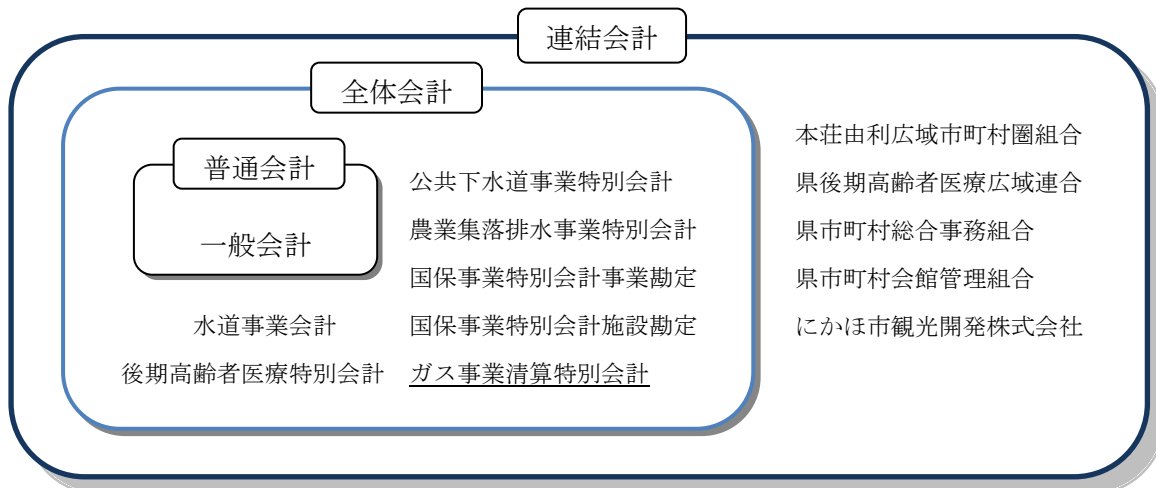 連結会計
全体会計
普通会計
一般会計
水道事業会計
後期高齢者医療特別会計
公共下水道事業特別会計
農業集落排水事業特別会計
国保事業特別会計事業勘定
国保事業特別会計施設勘定
ガス事業清算特別会計
本荘由利広域市町村圏組合
県後期高齢者医療広域連合
県市町村総合事務組合
県市町村会館管理組合
にかほ市観光開発株式会社